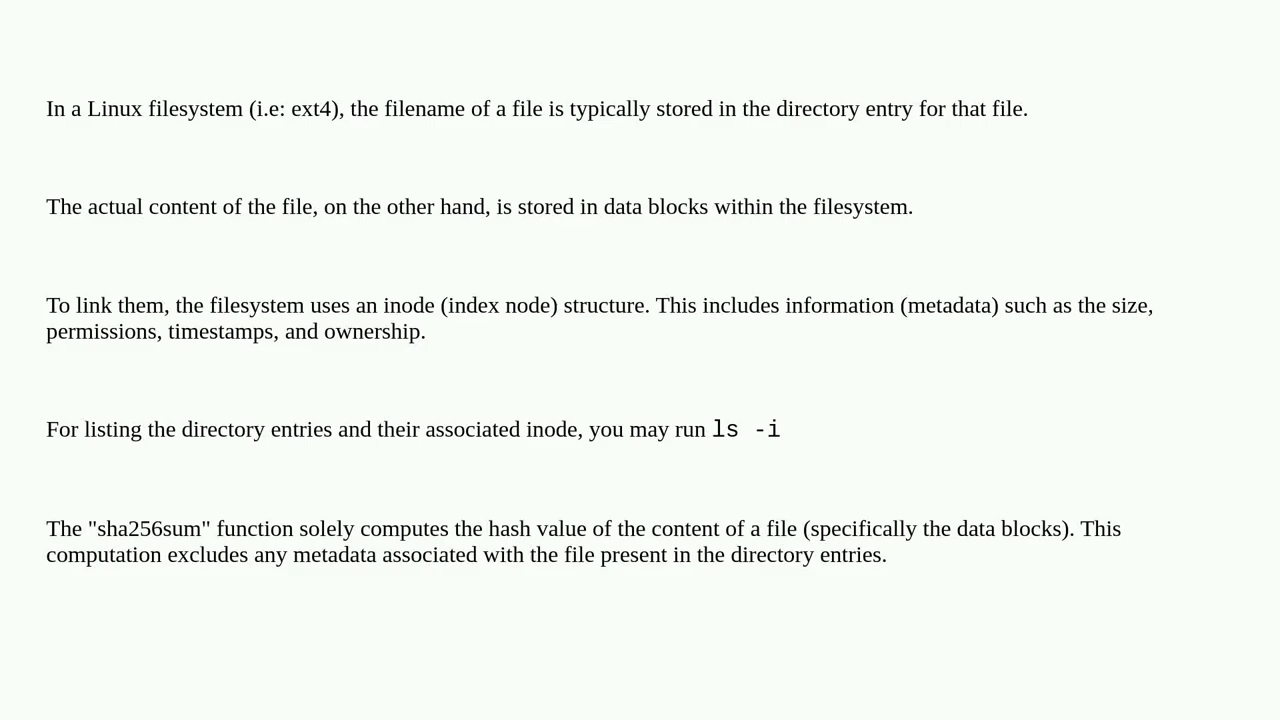 In a Linux filesystem (i.e: ext4), the filename of a file is typically stored in the directory entry for that file.
The actual content of the file, on the other hand, is stored in data blocks within the filesystem.
To link them, the filesystem uses an inode (index node) structure. This includes information (metadata) such as the size,
permissions, timestamps, and ownership.
For listing the directory entries and their associated inode, you may run ls -i
The "sha256sum" function solely computes the hash value of the content of a file (specifically the data blocks). This
computation excludes any metadata associated with the file present in the directory entries.